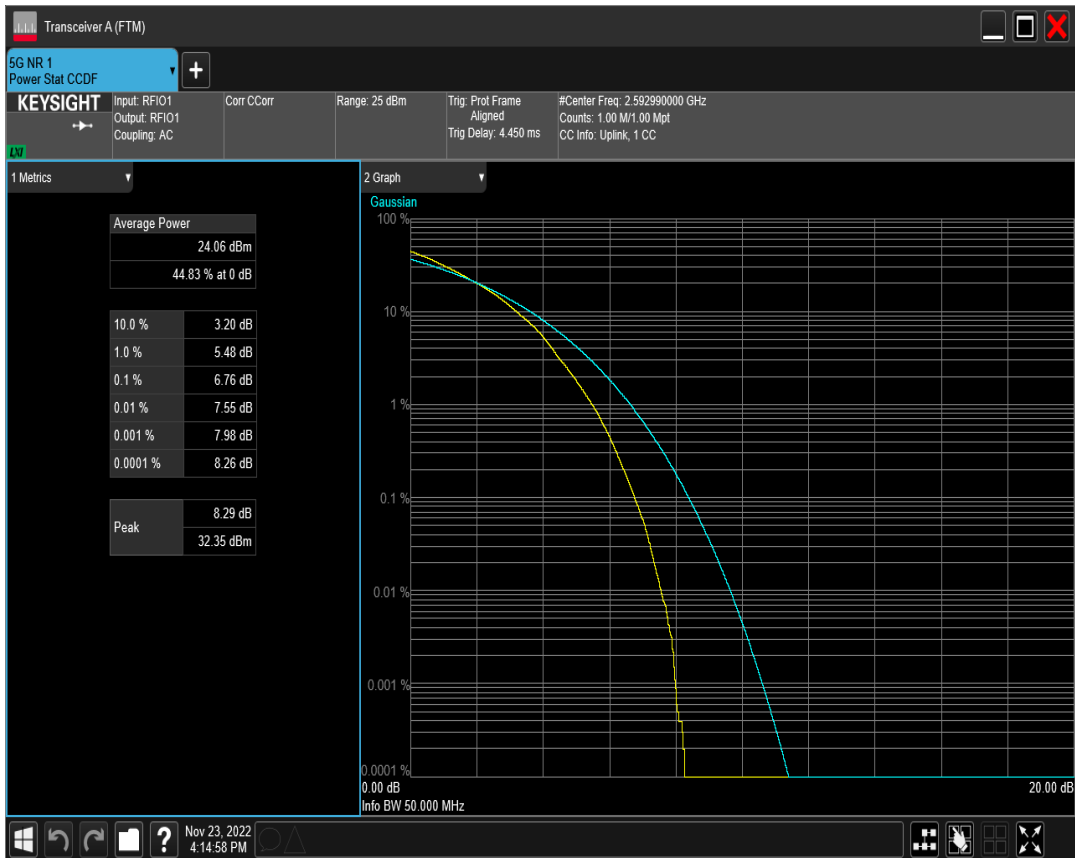 Transceiver A (FTM)
5G NR 1
Power Stat CCDF
+
KEYSIGHT
LXI
Input: RFIO1
Output: RFIO1
Coupling: AC
Corr CCorr
Range: 25 dBm
Trig: Prot Frame
Aligned
Trig Delay: 4.450 ms
#Center Freq: 2.592990000 GHz
Counts: 1.00 M/1.00 Mpt
CC Info: Uplink, 1 CC
1 Metrics
Average Power
24.06 dBm
44.83 % at 0 dB
10.0 % 3.20 dB
1.0 % 5.48 dB
0.1 % 6.76 dB
0.01 % 7.55 dB
0.001 % 7.98 dB
0.0001 % 8.26 dB
Peak
8.29 dB
32.35 dBm
2 Graph
Gaussian
100 %
10 %
1 %
0.1 %
0.01 %
0.001 %
0.0001 %
0.00 dB 20.00 dB
Info BW 50.000 MHz
? Nov 23, 2022
4:14:58 PM